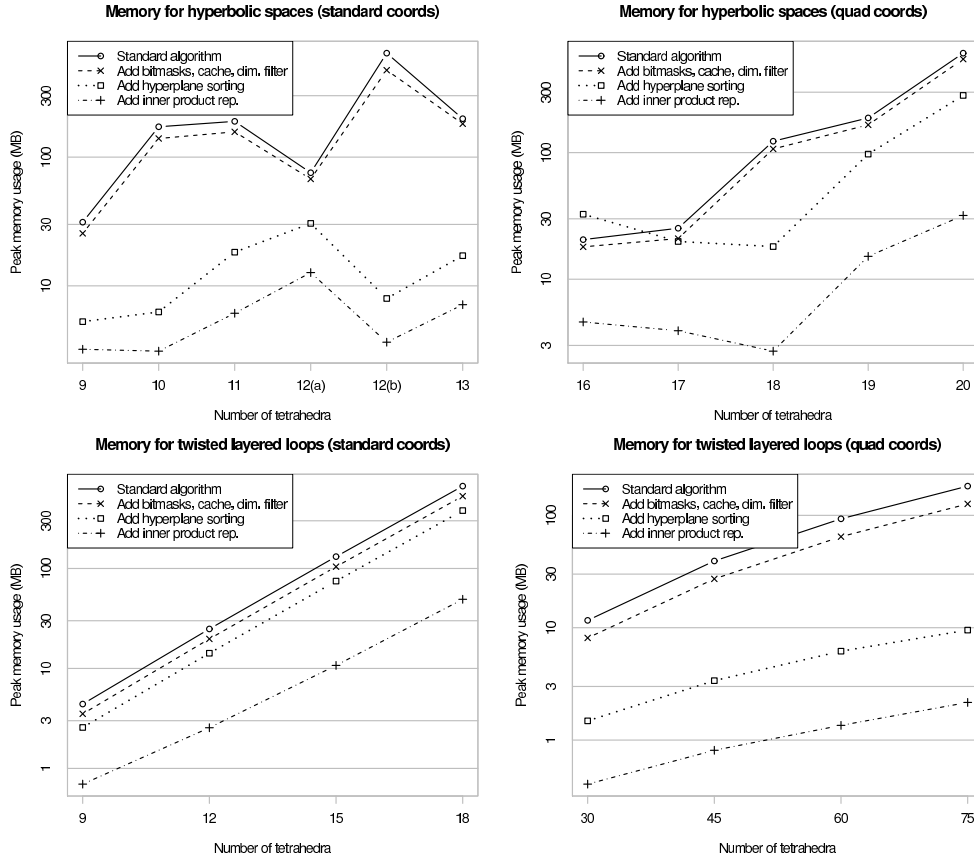 Memory for hyperbolic spaces (standard coords)
Standard algorithm
Add bitmasks, cache, dim. filter
Add hyperplane sorting
Add inner product rep.
Peak memory usage (MB)
300
100
30
10
9 10 11 12(a) 12(b) 13
Number of tetrahedra
Memory for hyperbolic spaces (quad coords)
Standard algorithm
Add bitmasks, cache, dim. filter
Add hyperplane sorting
Add inner product rep.
Peak memory usage (MB)
300
100
30
10
3
16 17 18 19 20
Number of tetrahedra
Memory for twisted layered loops (standard coords)
Standard algorithm
Add bitmasks, cache, dim. filter
Add hyperplane sorting
Add inner product rep.
Peak memory usage (MB)
300
100
30
10
3
1
9 12 15 18
Number of tetrahedra
Memory for twisted layered loops (quad coords)
Standard algorithm
Add bitmasks, cache, dim. filter
Add hyperplane sorting
Add inner product rep.
Peak memory usage (MB)
100
30
10
3
1
30 45 60 75
Number of tetrahedra